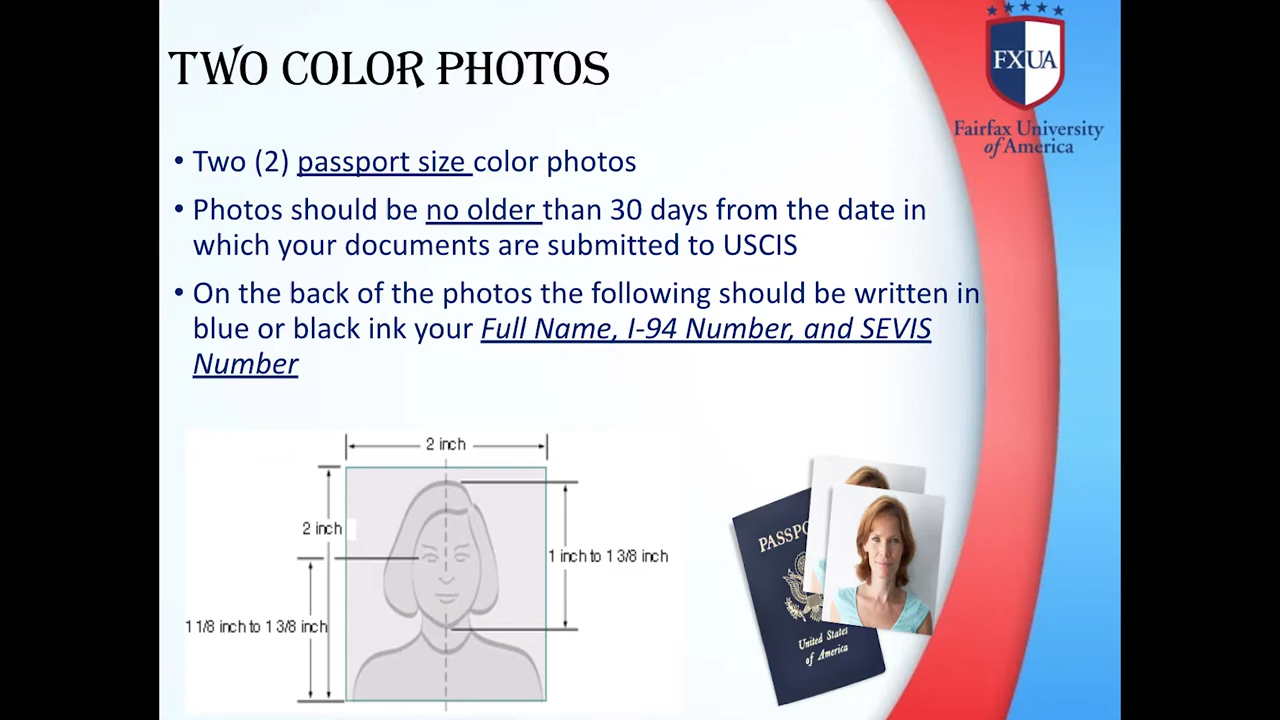 TWO COLOR PHOTOS
FXUA
Fairfax University
of America
• Two (2) passport size color photos
• Photos should be no older than 30 days from the date in
which your documents are submitted to USCIS
• On the back of the photos the following should be written in
blue or black ink your Full Name, I-94 Number, and SEVIS
Number
2 inch
2 inch
1 inch to 1 3/8 inch
1 1/8 inch to 1 3/8 inch
PASSPO
United States
of America